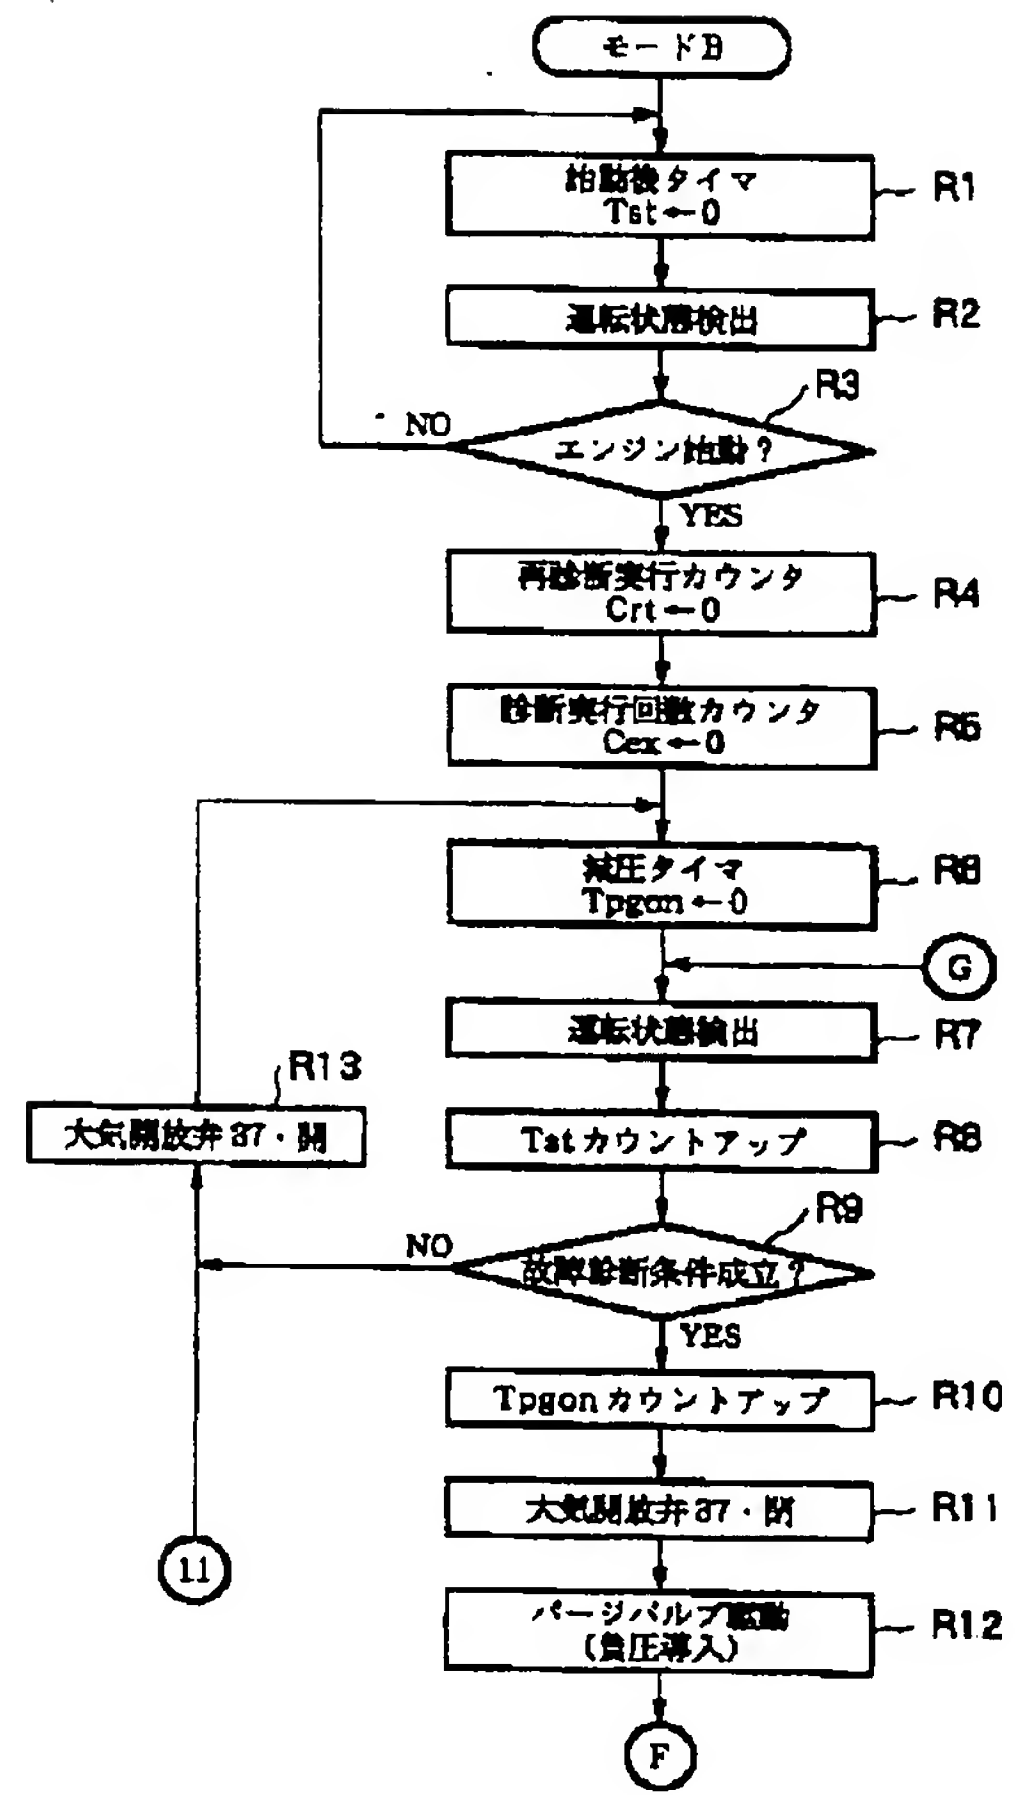 モードB
始動後タイマ
Tst←0
R1
運転状態検出
R2
R3
エンジン始動?
NO
YES
再診断実行カウンタ
Crt←0
R4
診断実行回数カウンタ
Cex←0
R5
減圧タイマ
Tpgon←0
R6
G
運転状態検出
R7
R13
大気開放弁37・開
Tstカウントアップ
R8
R9
故障診断条件成立?
NO
YES
Tpgonカウントアップ
R10
大気開放弁37・閉
R11
11
パージバルブ駆動
(負圧導入)
R12
F